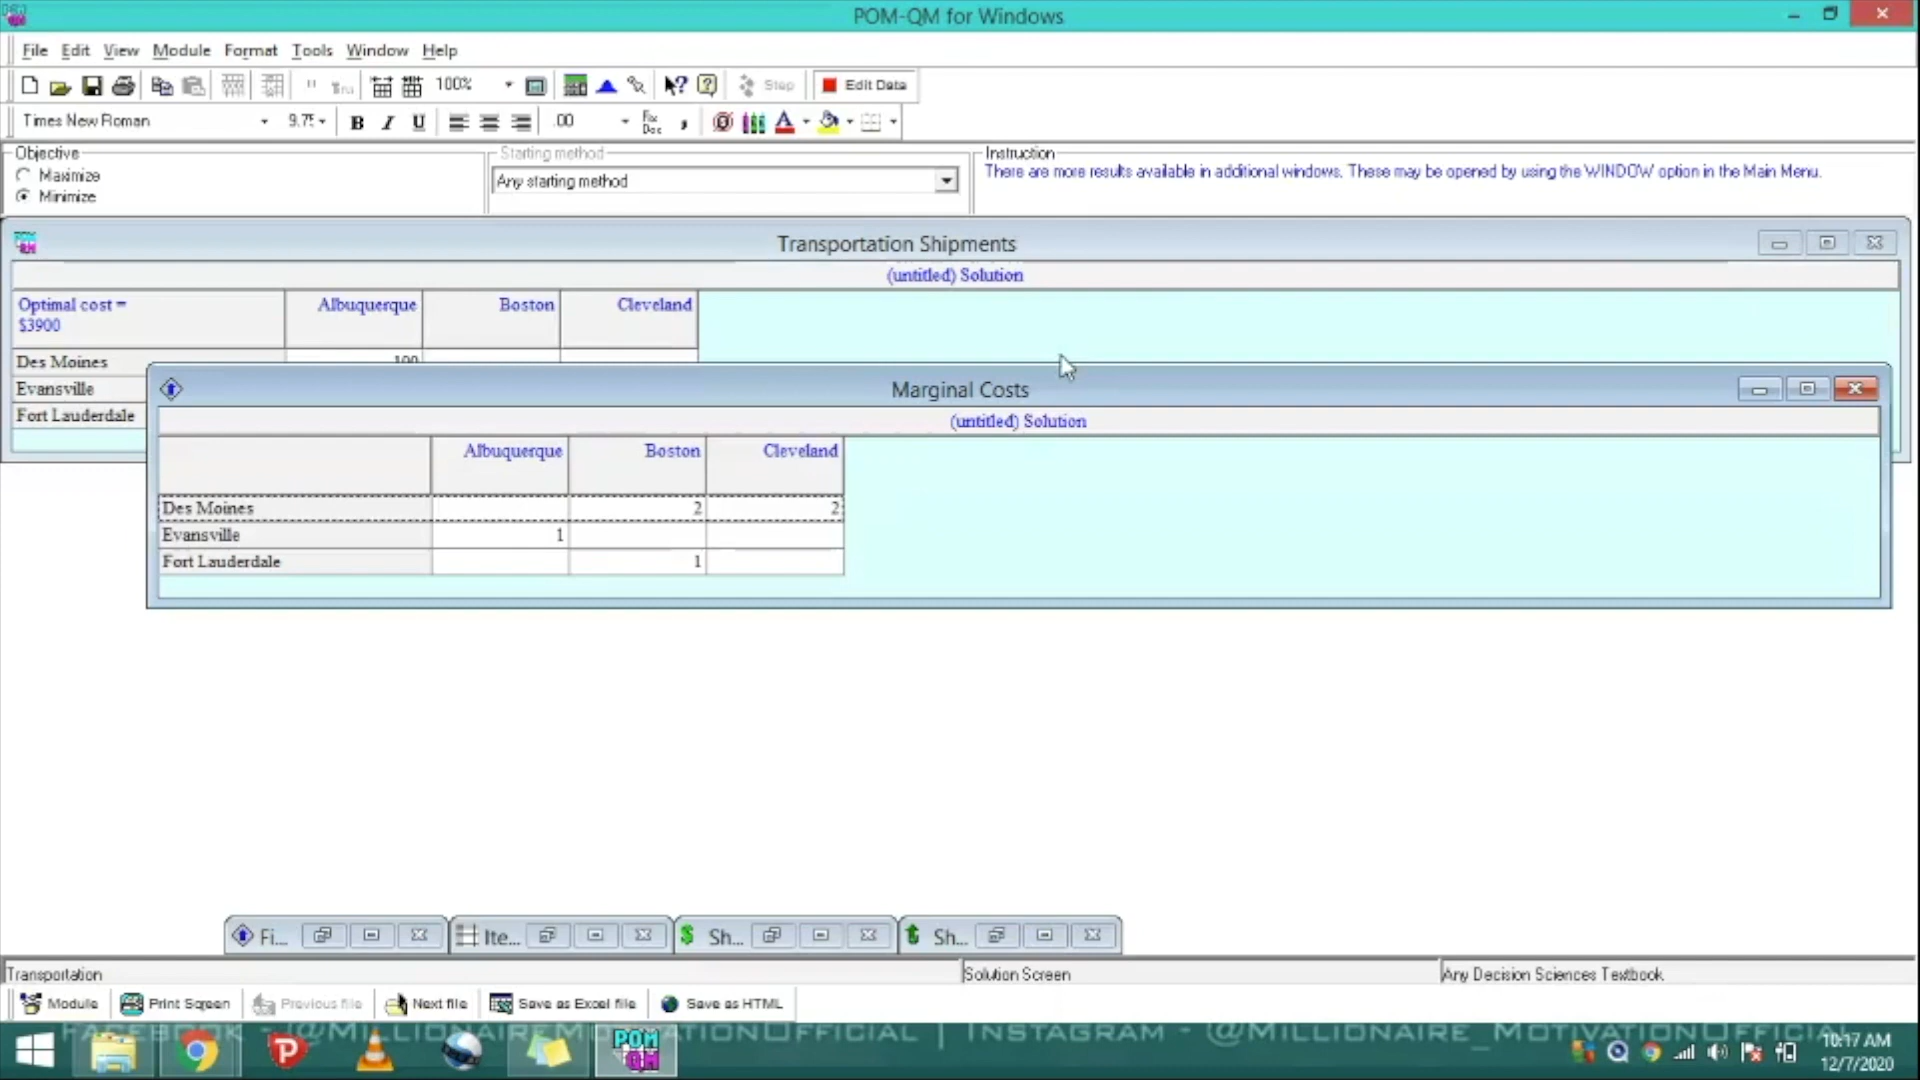 POM-QM for Windows
File Edit View Module Format Tools Window Help
100% Step Edit Data
Times New Roman 9.75 B I U .00 Fix Dec ,
Objective Starting method Instruction
Maximize Any starting method There are more results available in additional windows. These may be opened by using the WINDOW option in the Main Menu.
Minimize
Transportation Shipments
(untitled) Solution
Optimal cost = Albuquerque Boston Cleveland
$3900
Des Moines 100
Evansville
Fort Lauderdale
Marginal Costs
(untitled) Solution
Albuquerque Boston Cleveland
Des Moines 2 2
Evansville 1
Fort Lauderdale 1
Fi... Ite... $ Sh... Sh...
Transportation Solution Screen Any Decision Sciences Textbook
Module Print Screen Previous file Next file Save as Excel file Save as HTML
POM QM
10:17 AM
12/7/2020